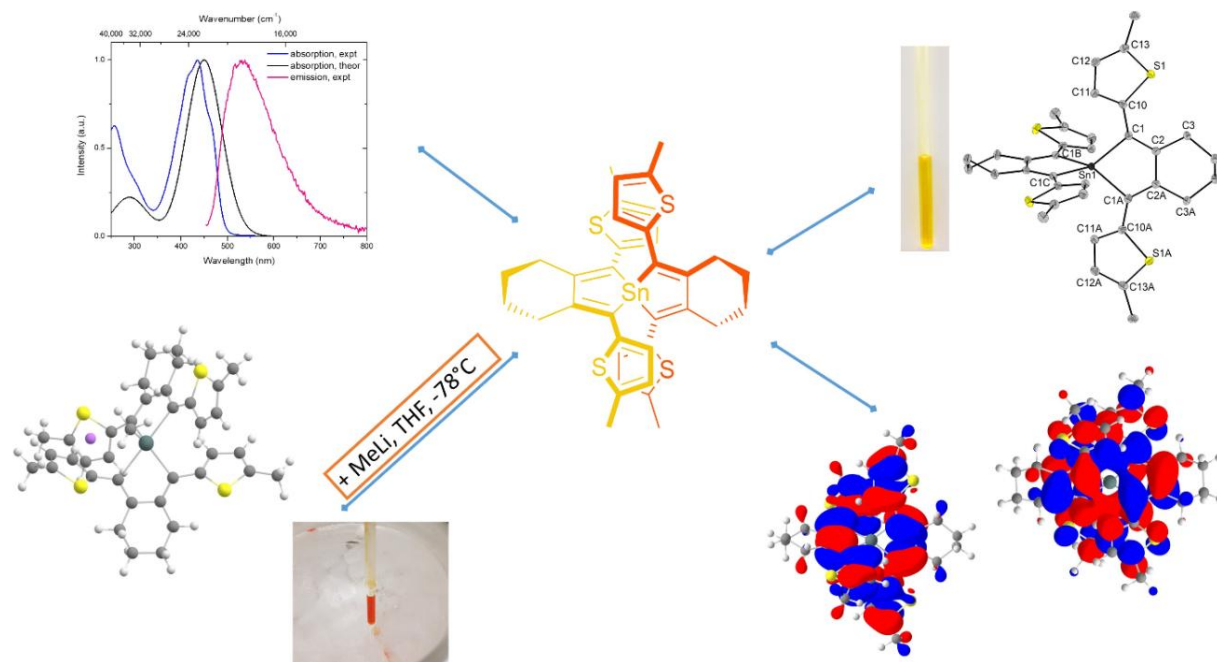 Wavenumber (cm⁻¹)
40,000 32,000 24,000 16,000
1.0
0.5
0.0
Intensity (a.u.)
absorption, expt
absorption, theor
emission, expt
300 400 500 600 700 800
Wavelength (nm)
S
S
Sn
S
S
+ MeLi, THF, -78°C
C13
C12
S1
C11
C10
C3
C1
C2
C1B
Sn1
C1C
C2A
C1A
C3A
C10A
C11A
S1A
C12A
C13A